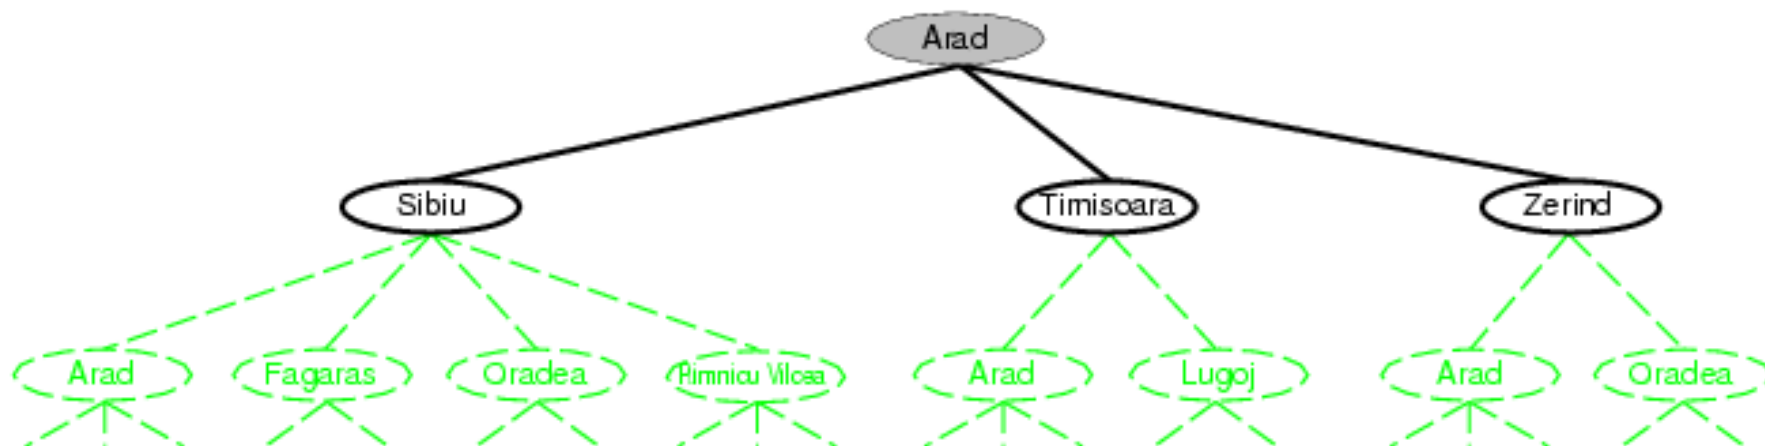 Arad
Sibiu
Timisoara
Zerind
Arad
Fagaras
Oradea
Rimnicu Vilcea
Arad
Lugoj
Arad
Oradea